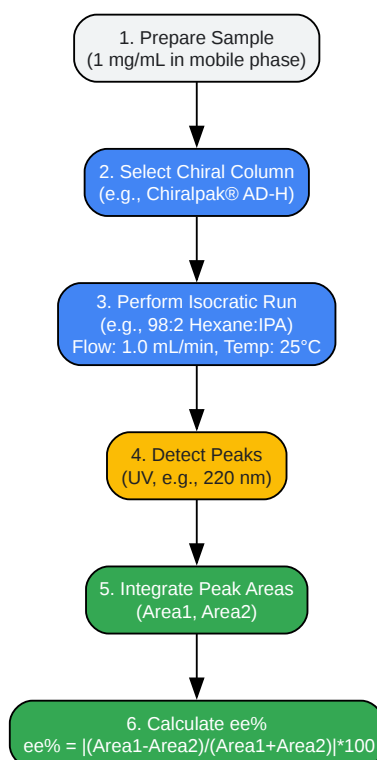 1. Prepare Sample
(1 mg/mL in mobile phase)
2. Select Chiral Column
(e.g., Chiralpak® AD-H)
3. Perform Isocratic Run
(e.g., 98:2 Hexane:IPA)
Flow: 1.0 mL/min, Temp: 25°C
4. Detect Peaks
(UV, e.g., 220 nm)
5. Integrate Peak Areas
(Area1, Area2)
6. Calculate ee%
ee% = |(Area1-Area2)/(Area1+Area2)|*100